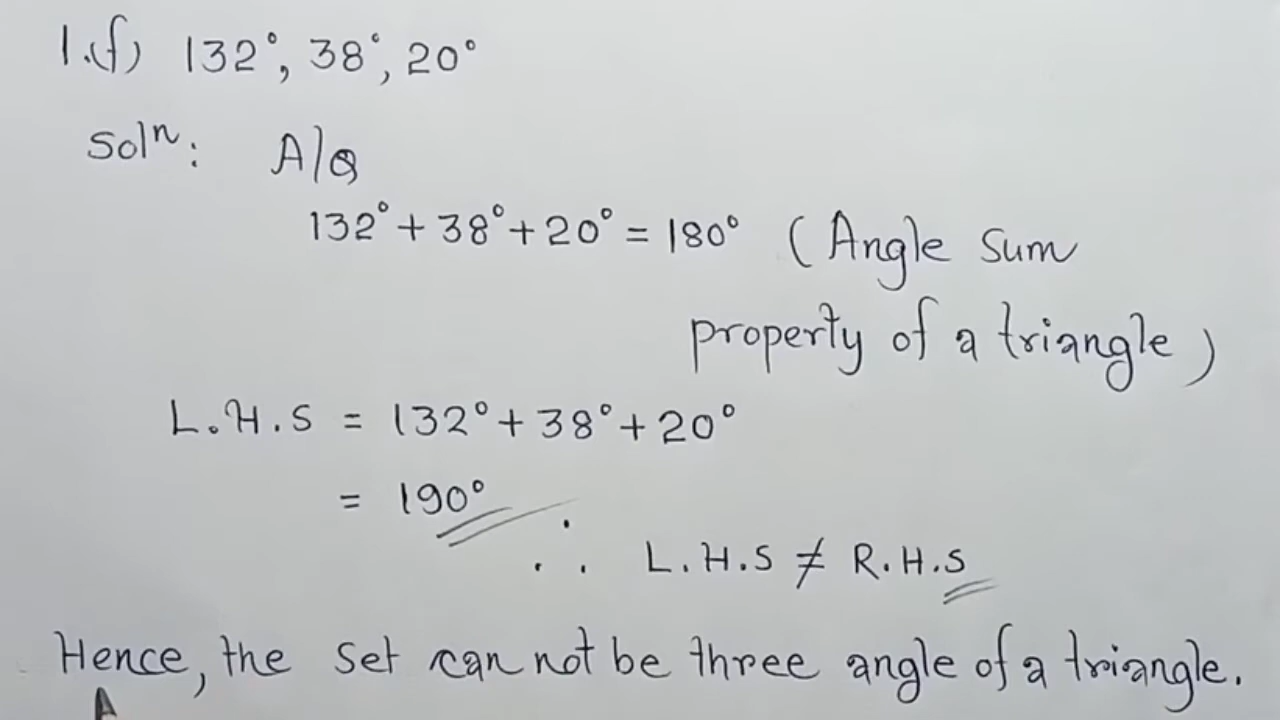 1.(f) 132°, 38°, 20°
Solⁿ: A/Q
132° + 38° + 20° = 180° (Angle sum
property of a triangle)
L.H.S = 132° + 38° + 20°
= 190°
∴ L.H.S ≠ R.H.S
Hence, the set can not be three angle of a triangle.